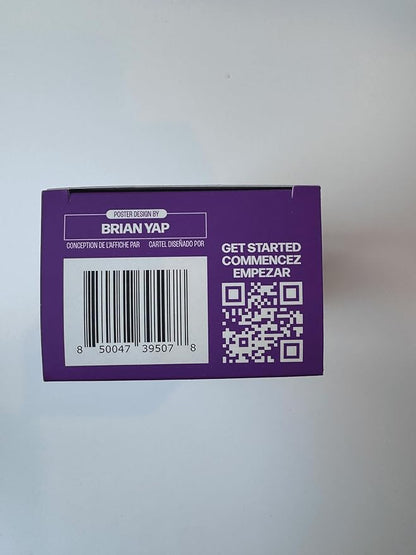 POSTER DESIGN BY
BRIAN YAP
CONCEPTION DE L'AFFICHE PAR CARTEL DISEÑADO POR
8 50047 39507 8
GET STARTED
COMMENCEZ
EMPEZAR